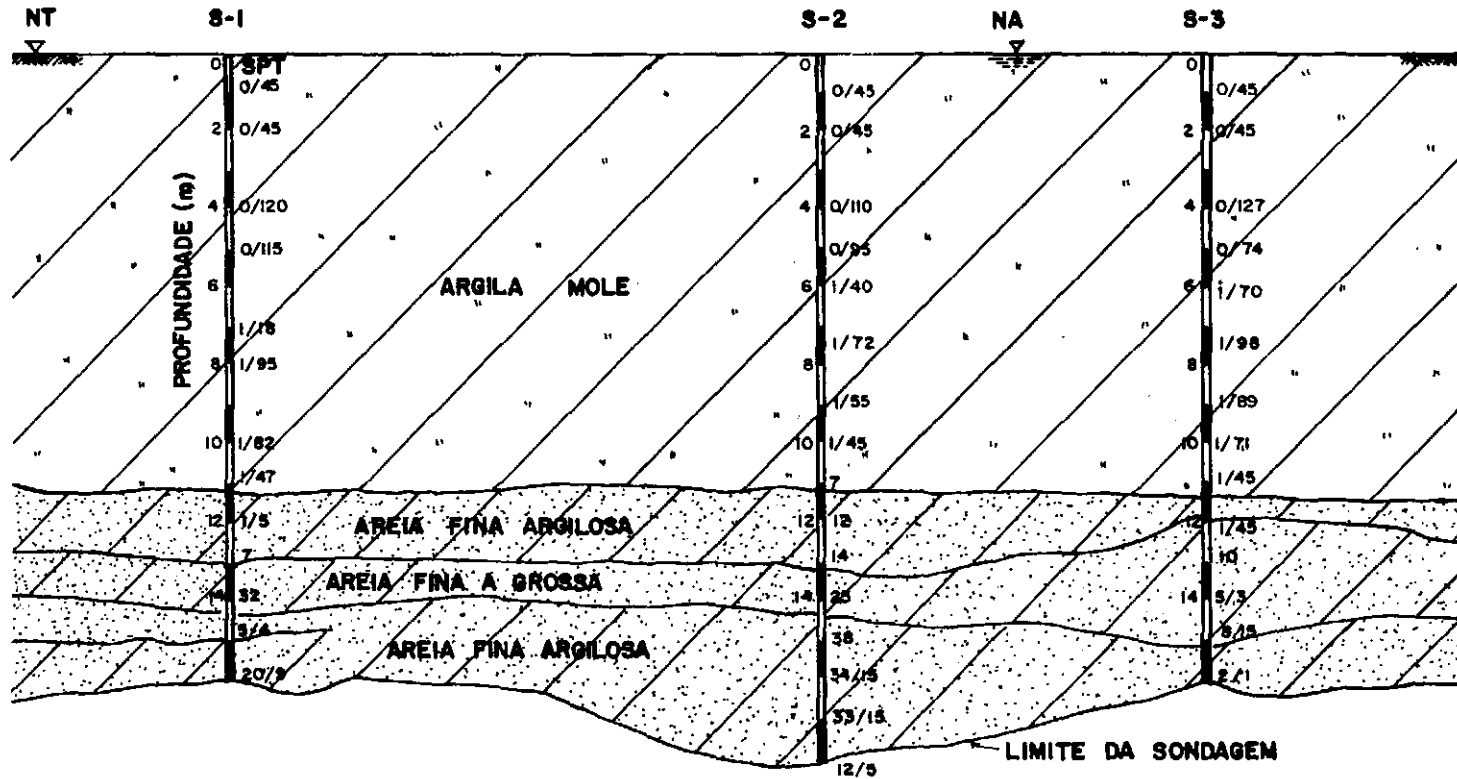 NT S-1 S-2 NA S-3
0 SPT 0 0
0/45 0/45 0/45
2 0/45 2 0/45 2 0/45
PROFUNDIDADE (m)
4 0/120 4 0/110 4 0/127
0/115 0/95 0/74
6 ARGILA MOLE 6 1/40 6 1/70
1/18 1/72 1/98
8 1/95 8 8
1/55 1/89
10 1/82 10 1/45 10 1/71
1/47 7 1/45
12 1/5 AREIA FINA ARGILOSA 12 12 12 1/45
7 14 10
AREIA FINA A GROSSA
14 32 14 25 14 5/3
38
AREIA FINA ARGILOSA
20/9 34/15 2/1
33/15
LIMITE DA SONDAGEM
12/5